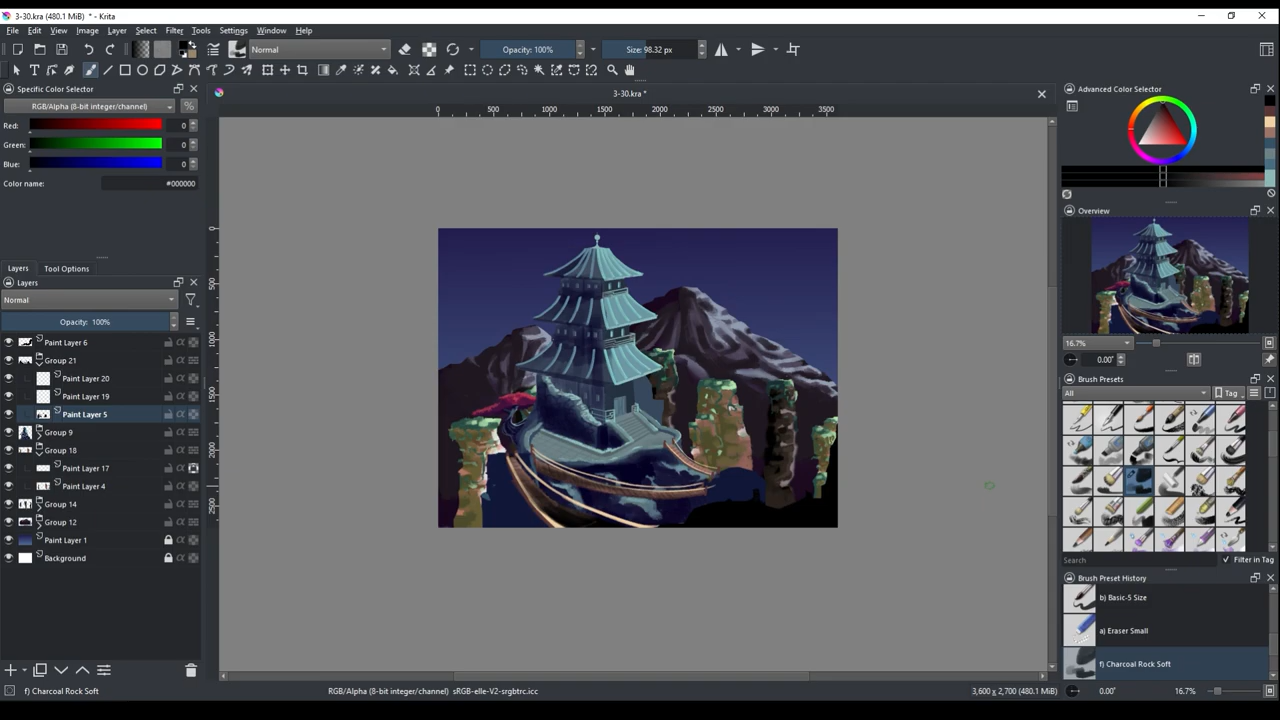 3-30.kra (480.1 MiB) * - Krita
File Edit View Image Layer Select Filter Tools Settings Window Help
Normal Opacity: 100% Size: 98.32 px
Specific Color Selector
RGB/Alpha (8-bit integer/channel) %
Red: 0
Green: 0
Blue: 0
Color name: #000000
Layers Tool Options
Layers
Normal
Opacity: 100%
Paint Layer 6
Group 21
Paint Layer 20
Paint Layer 19
Paint Layer 5
Group 9
Group 18
Paint Layer 17
Paint Layer 4
Group 14
Group 12
Paint Layer 1
Background
3-30.kra *
0 500 1000 1500 2000 2500 3000 3500
0
500
1000
1500
2000
2500
Advanced Color Selector
Overview
16.7% 0.00°
Brush Presets
All Tag
Search Filter in Tag
Brush Preset History
b) Basic-5 Size
a) Eraser Small
f) Charcoal Rock Soft
f) Charcoal Rock Soft RGB/Alpha (8-bit integer/channel) sRGB-elle-V2-srgbtrc.icc 3,600 x 2,700 (480.1 MiB) 0.00° 16.7%